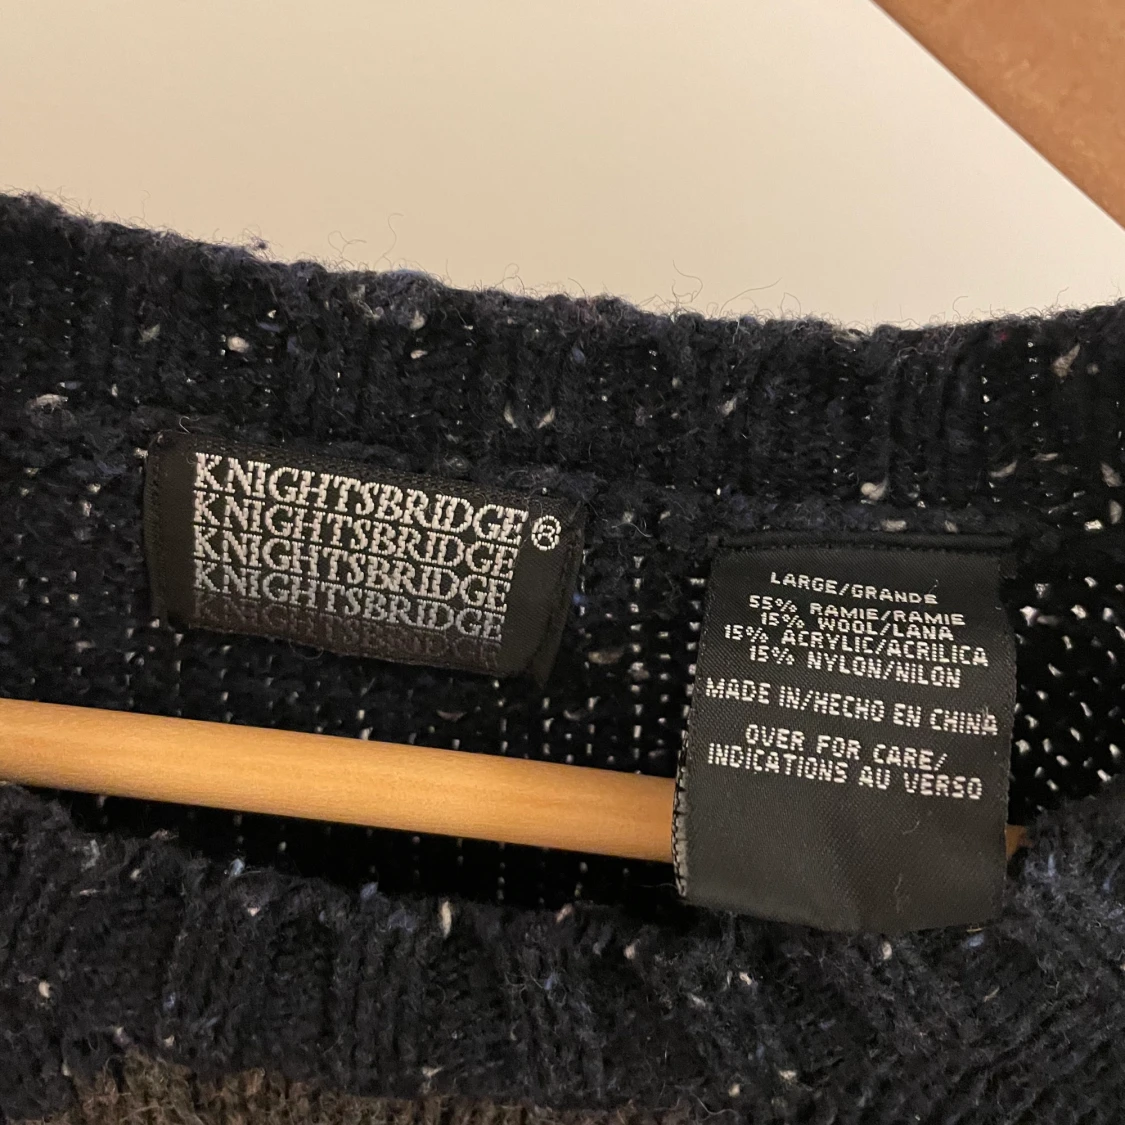 KNIGHTSBRIDGE®
KNIGHTSBRIDGE
KNIGHTSBRIDGE
KNIGHTSBRIDGE
KNIGHTSBRIDGE
LARGE/GRANDE
55% RAMIE/RAMIE
15% WOOL/LANA
15% ACRYLIC/ACRILICA
15% NYLON/NILON
MADE IN/HECHO EN CHINA
OVER FOR CARE/
INDICATIONS AU VERSO